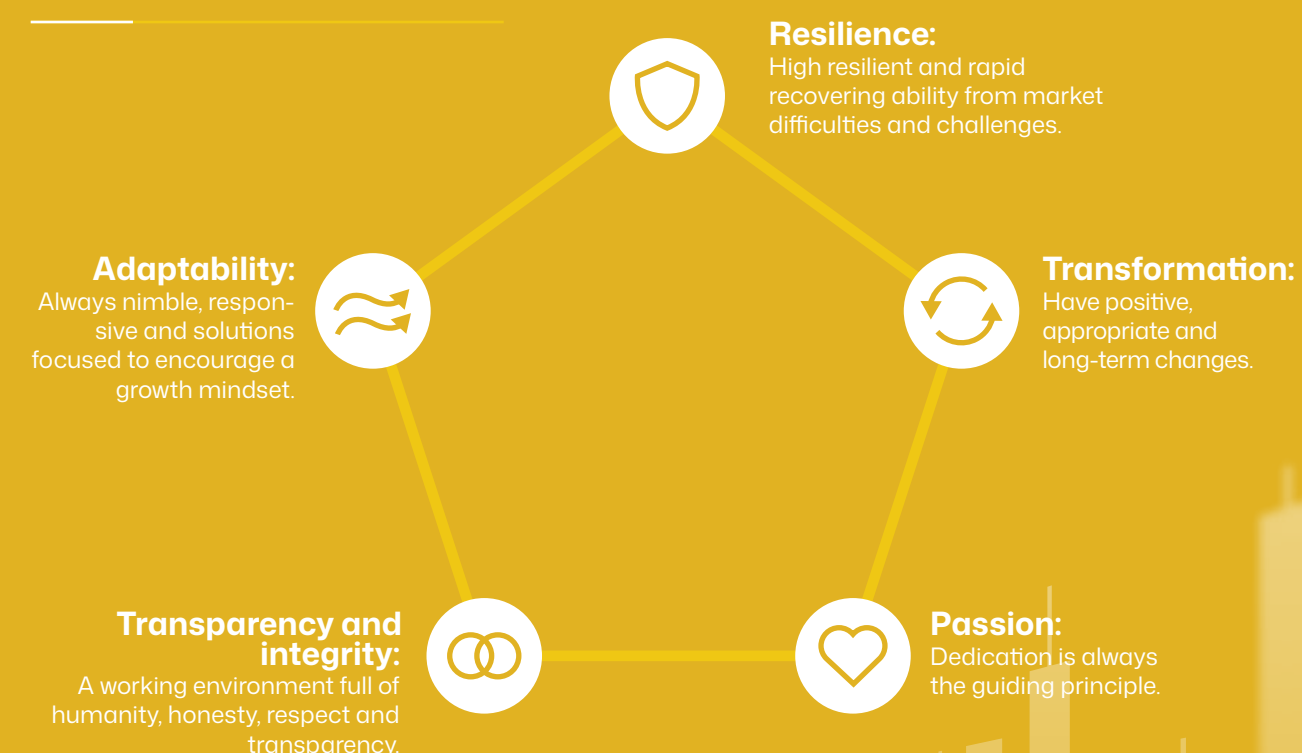 Resilience:
High resilient and rapid
recovering ability from market
difficulties and challenges.
Adaptability:
Always nimble, respon-
sive and solutions
focused to encourage a
growth mindset.
Transformation:
Have positive,
appropriate and
long-term changes.
Transparency and
integrity:
A working environment full of
humanity, honesty, respect and
transparency.
Passion:
Dedication is always
the guiding principle.